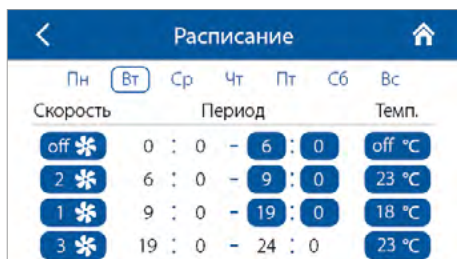 Расписание
Пн Вт Ср Чт Пт Сб Вс
Скорость Период Темп.
off 0 : 0 - 6 : 0 off °C
2 6 : 0 - 9 : 0 23 °C
1 9 : 0 - 19 : 0 18 °C
3 19 : 0 - 24 : 0 23 °C